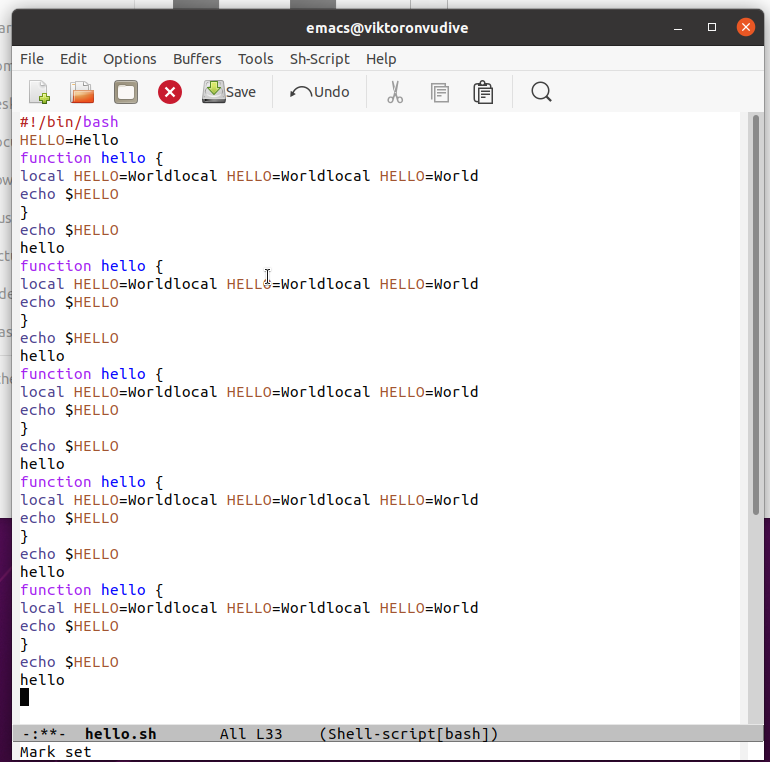 emacs@viktoronvudive
File Edit Options Buffers Tools Sh-Script Help
Save Undo
#!/bin/bash
HELLO=Hello
function hello {
local HELLO=Worldlocal HELLO=Worldlocal HELLO=World
echo $HELLO
}
echo $HELLO
hello
function hello {
local HELLO=Worldlocal HELLO=Worldlocal HELLO=World
echo $HELLO
}
echo $HELLO
hello
function hello {
local HELLO=Worldlocal HELLO=Worldlocal HELLO=World
echo $HELLO
}
echo $HELLO
hello
function hello {
local HELLO=Worldlocal HELLO=Worldlocal HELLO=World
echo $HELLO
}
echo $HELLO
hello
function hello {
local HELLO=Worldlocal HELLO=Worldlocal HELLO=World
echo $HELLO
}
echo $HELLO
hello
-:**- hello.sh All L33 (Shell-script[bash])
Mark set